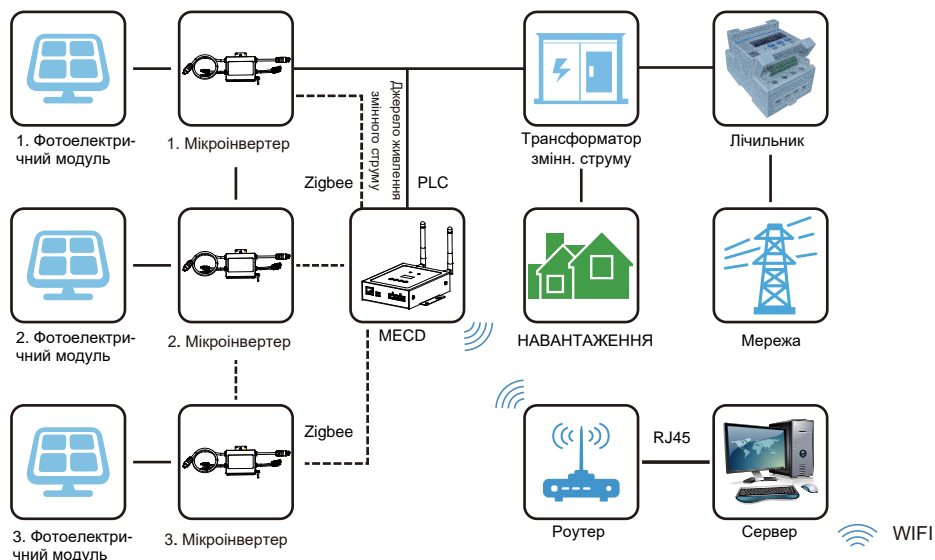 1. Фотоелектри-
чний модуль
1. Мікроінвертер
Zigbee
Джерело живлення
змінного струму
PLC
Трансформатор
змінн. струму
Лічильник
2. Фотоелектри-
чний модуль
2. Мікроінвертер
MECD
НАВАНТАЖЕННЯ
Мережа
3. Фотоелектри-
чний модуль
3. Мікроінвертер
Zigbee
Роутер
RJ45
Сервер
WIFI